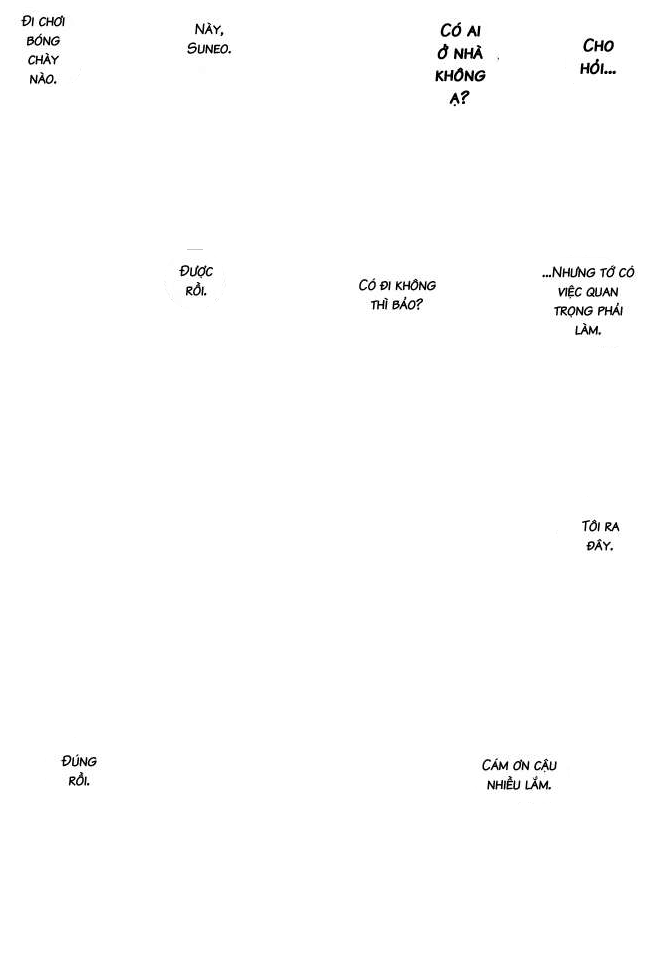 Cho
hỏi...
Có ai
ở nhà
không
ạ?
Này,
Suneo.
Đi chơi
bóng
chày
nào.
...Nhưng tớ có
việc quan
trọng phải
làm.
Có đi không
thì bảo?
Được
rồi.
Tôi ra
đây.
Cám ơn cậu
nhiều lắm.
Đúng
rồi.